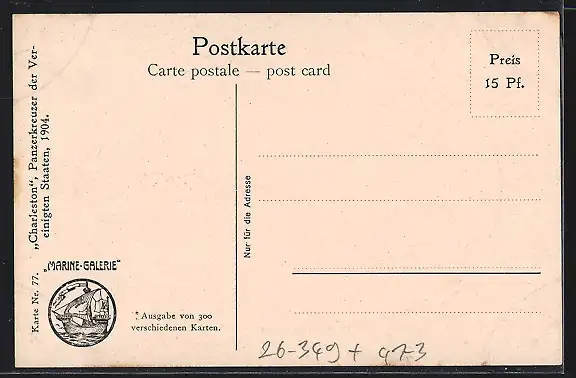 Postkarte
Carte postale — post card
Preis
15 Pf.
Karte Nr. 77. „Charleston“, Panzerkreuzer der Ver-
einigten Staaten, 1904.
„MARINE-GALERIE“
* Ausgabe von 300
verschiedenen Karten.
Nur für die Adresse
26-349 + 473